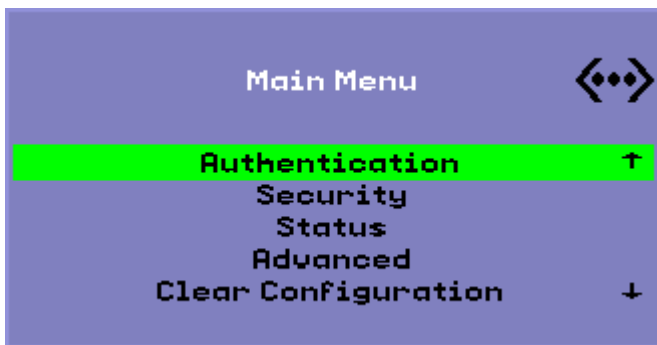 Main Menu
Authentication
Security
Status
Advanced
Clear Configuration